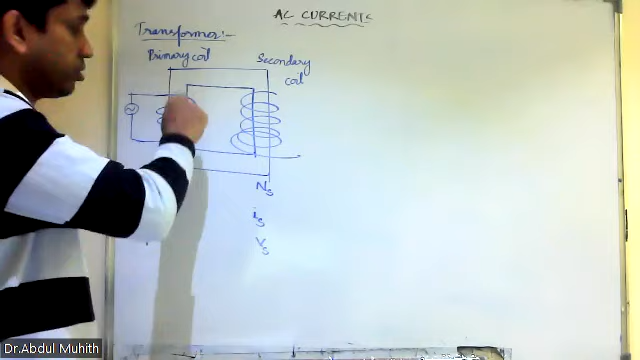 AC CURRENTS
Transformer:-
Primary coil
Secondary
coil
Ns
is
Vs
Dr.Abdul Muhith